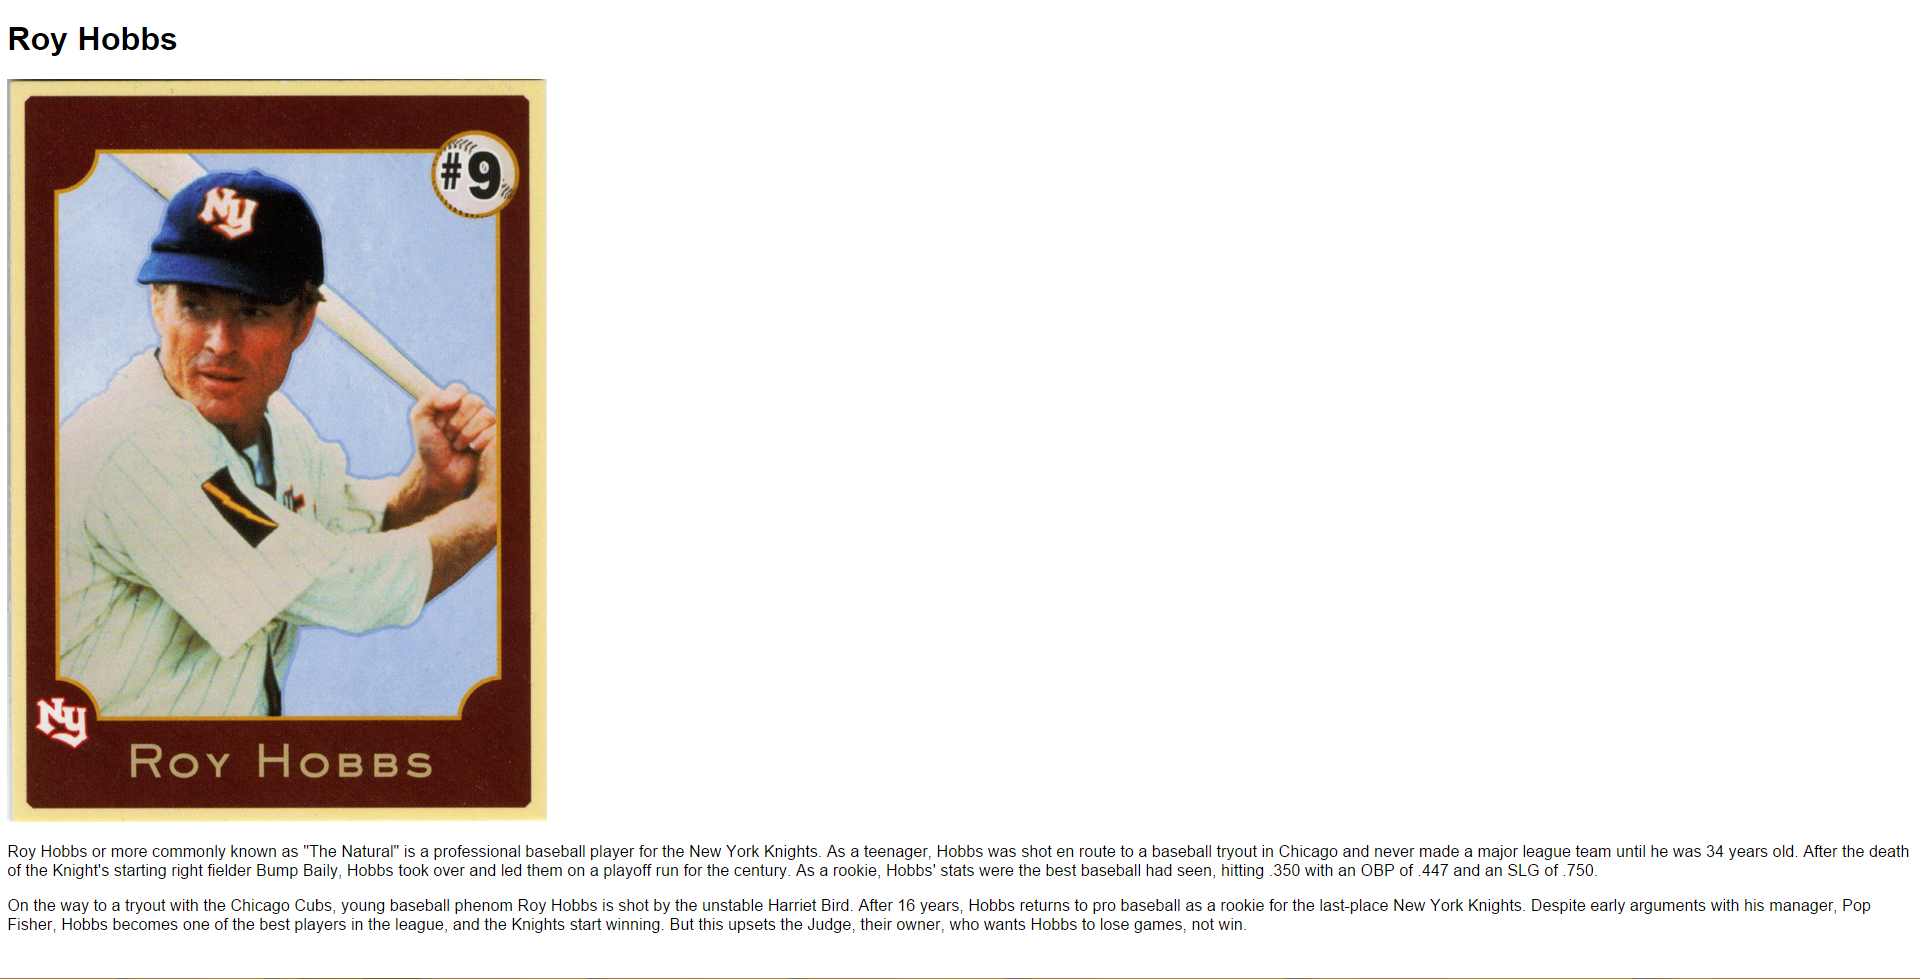 Roy Hobbs
#9
NY
NY
Roy Hobbs
Roy Hobbs or more commonly known as "The Natural" is a professional baseball player for the New York Knights. As a teenager, Hobbs was shot en route to a baseball tryout in Chicago and never made a major league team until he was 34 years old. After the death
of the Knight's starting right fielder Bump Baily, Hobbs took over and led them on a playoff run for the century. As a rookie, Hobbs' stats were the best baseball had seen, hitting .350 with an OBP of .447 and an SLG of .750.
On the way to a tryout with the Chicago Cubs, young baseball phenom Roy Hobbs is shot by the unstable Harriet Bird. After 16 years, Hobbs returns to pro baseball as a rookie for the last-place New York Knights. Despite early arguments with his manager, Pop
Fisher, Hobbs becomes one of the best players in the league, and the Knights start winning. But this upsets the Judge, their owner, who wants Hobbs to lose games, not win.